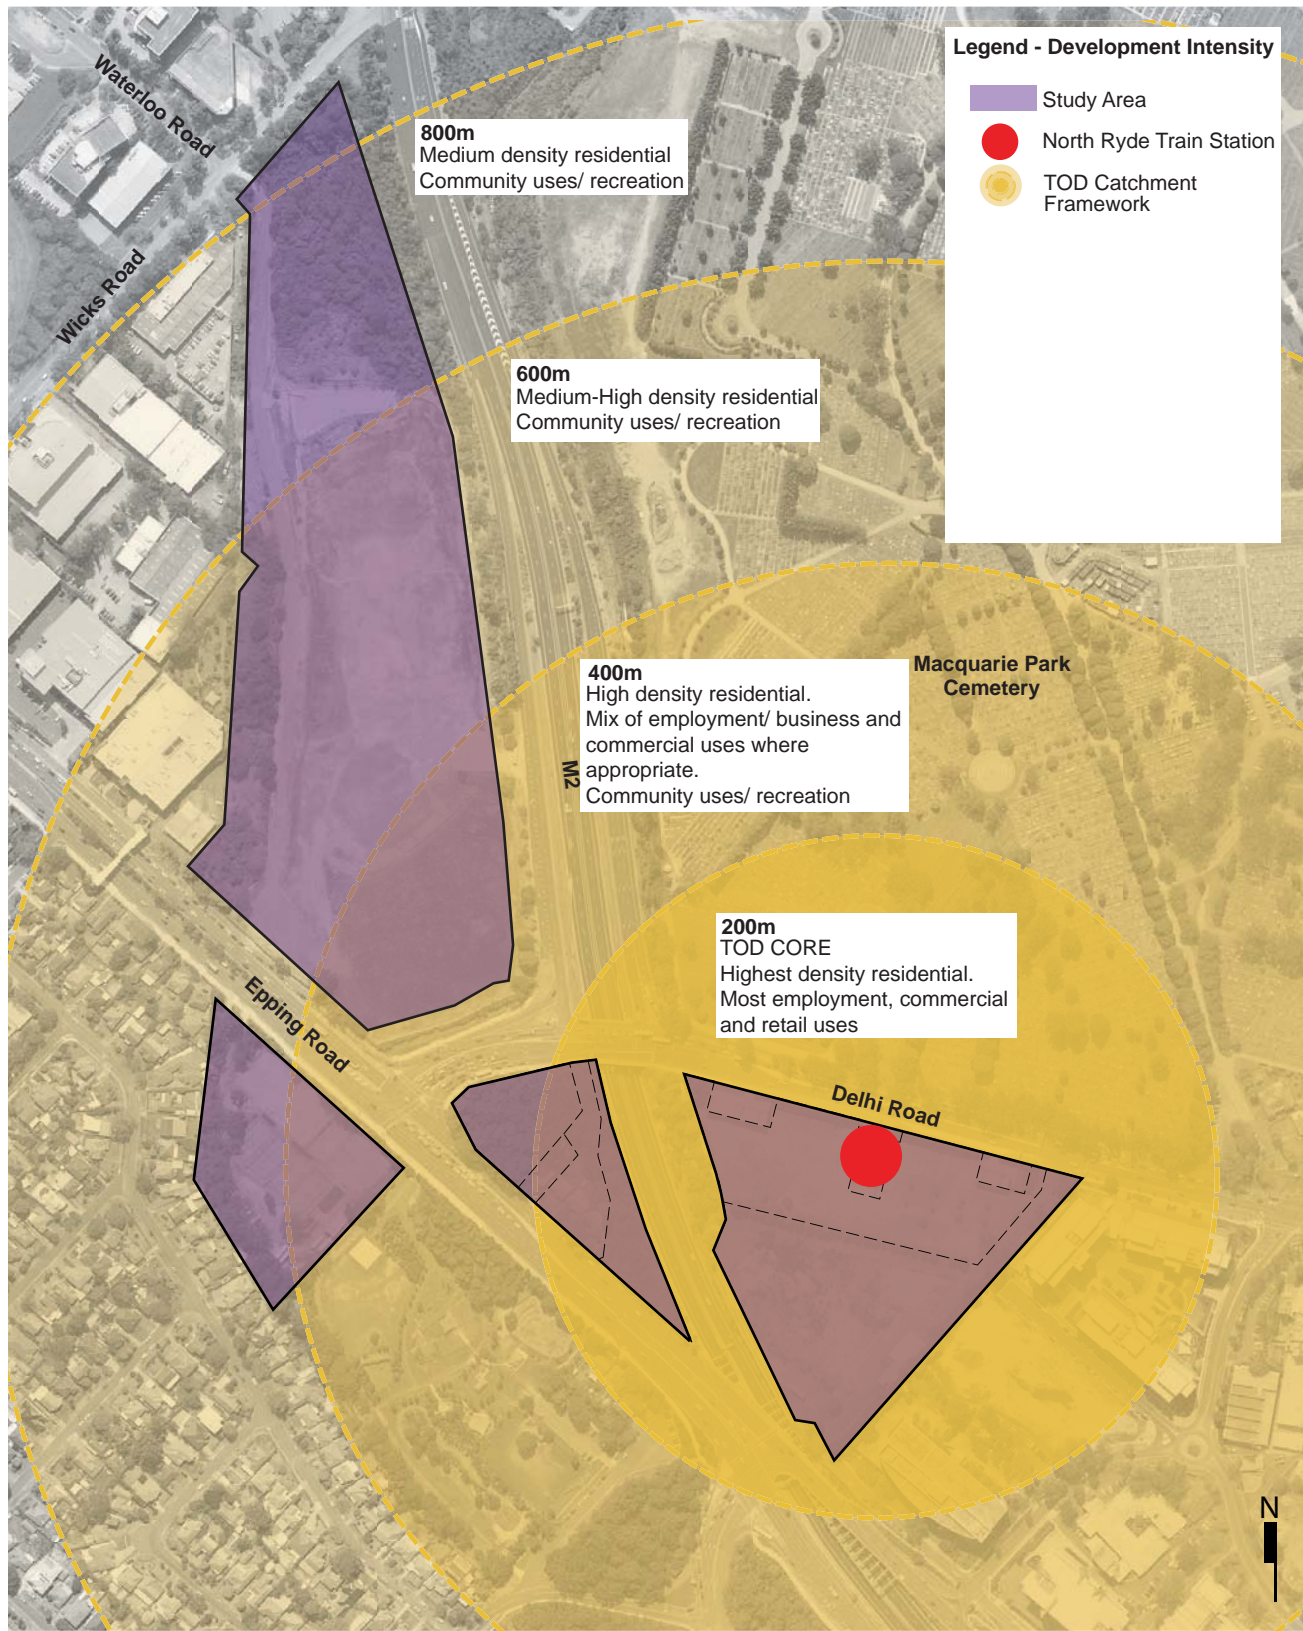 Legend - Development Intensity
Study Area
North Ryde Train Station
TOD Catchment
Framework
Waterloo Road
800m
Medium density residential
Community uses/ recreation
Wicks Road
600m
Medium-High density residential
Community uses/ recreation
400m
High density residential.
Mix of employment/ business and
commercial uses where
appropriate.
Community uses/ recreation
Macquarie Park
Cemetery
M2
200m
TOD CORE
Highest density residential.
Most employment, commercial
and retail uses
Epping Road
Delhi Road
N